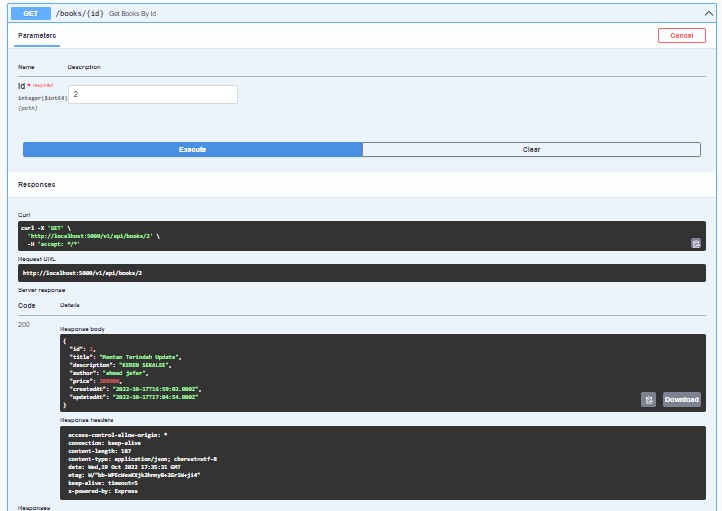 GET /books/{id} Get Books By Id
Parameters
Cancel
Name Description
id * required
integer($int64)
(path)
2
Execute Clear
Responses
Curl
curl -X 'GET' \
'http://localhost:5000/v1/api/books/2' \
-H 'accept: */*'
Request URL
http://localhost:5000/v1/api/books/2
Server response
Code Details
200
Response body
{
"id": 2,
"title": "Mantan Terindah Update",
"description": "KEREN SEKALEE",
"author": "ahmad jafar",
"price": 200000,
"createdAt": "2022-10-17T16:59:02.000Z",
"updatedAt": "2022-10-17T17:04:54.000Z"
}
Download
Response headers
access-control-allow-origin: *
connection: keep-alive
content-length: 187
content-type: application/json; charset=utf-8
date: Wed,19 Oct 2022 17:35:31 GMT
etag:
keep-alive: timeout=5
x-powered-by: Express
Responses